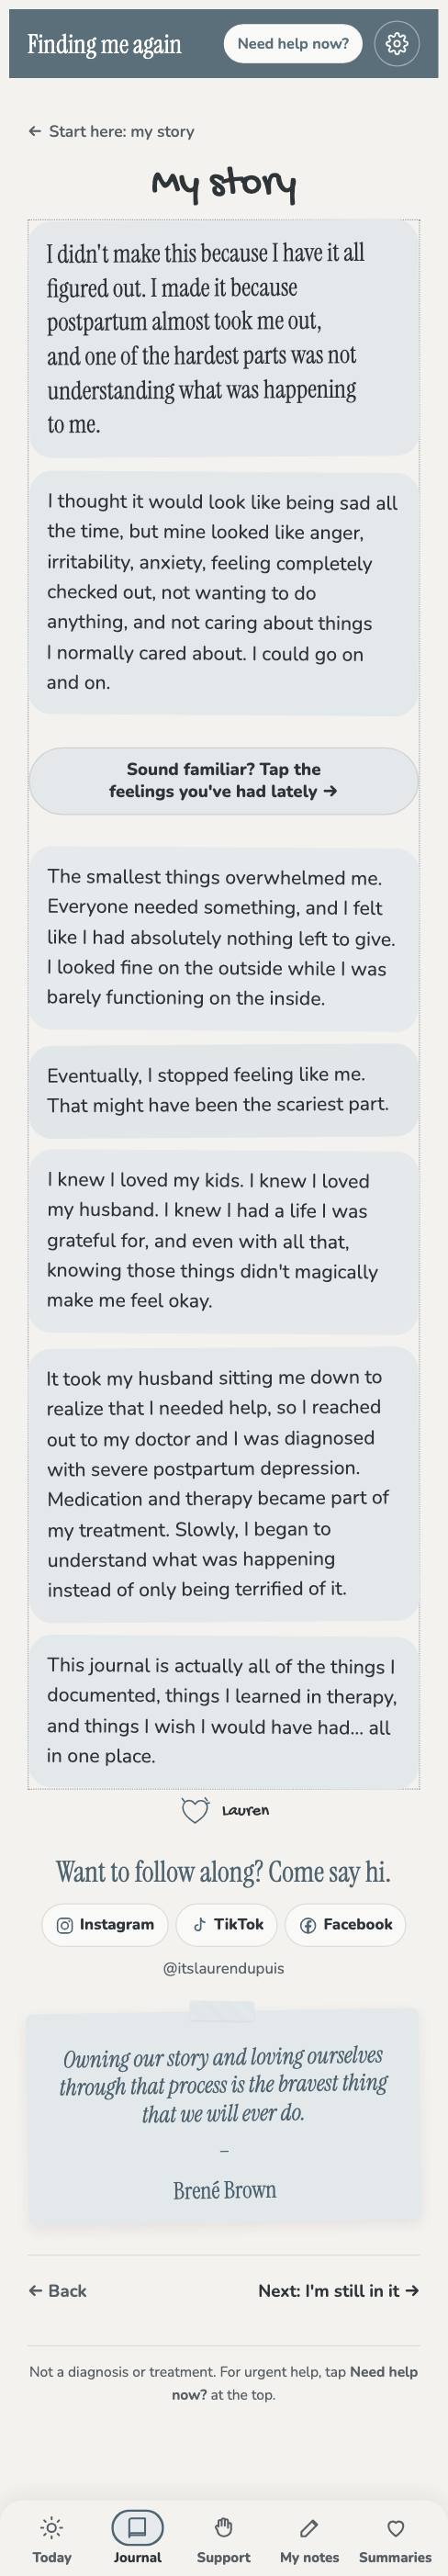 Finding me again
Need help now?
← Start here: my story
My story
I didn't make this because I have it all
figured out. I made it because
postpartum almost took me out,
and one of the hardest parts was not
understanding what was happening
to me.
I thought it would look like being sad all
the time, but mine looked like anger,
irritability, anxiety, feeling completely
checked out, not wanting to do
anything, and not caring about things
I normally cared about. I could go on
and on.
Sound familiar? Tap the
feelings you've had lately →
The smallest things overwhelmed me.
Everyone needed something, and I felt
like I had absolutely nothing left to give.
I looked fine on the outside while I was
barely functioning on the inside.
Eventually, I stopped feeling like me.
That might have been the scariest part.
I knew I loved my kids. I knew I loved
my husband. I knew I had a life I was
grateful for, and even with all that,
knowing those things didn't magically
make me feel okay.
It took my husband sitting me down to
realize that I needed help, so I reached
out to my doctor and I was diagnosed
with severe postpartum depression.
Medication and therapy became part of
my treatment. Slowly, I began to
understand what was happening
instead of only being terrified of it.
This journal is actually all of the things I
documented, things I learned in therapy,
and things I wish I would have had... all
in one place.
Lauren
Want to follow along? Come say hi.
Instagram TikTok Facebook
@itslaurendupuis
Owning our story and loving ourselves
through that process is the bravest thing
that we will ever do.
–
Brené Brown
← Back
Next: I'm still in it →
Not a diagnosis or treatment. For urgent help, tap Need help
now? at the top.
Today Journal Support My notes Summaries